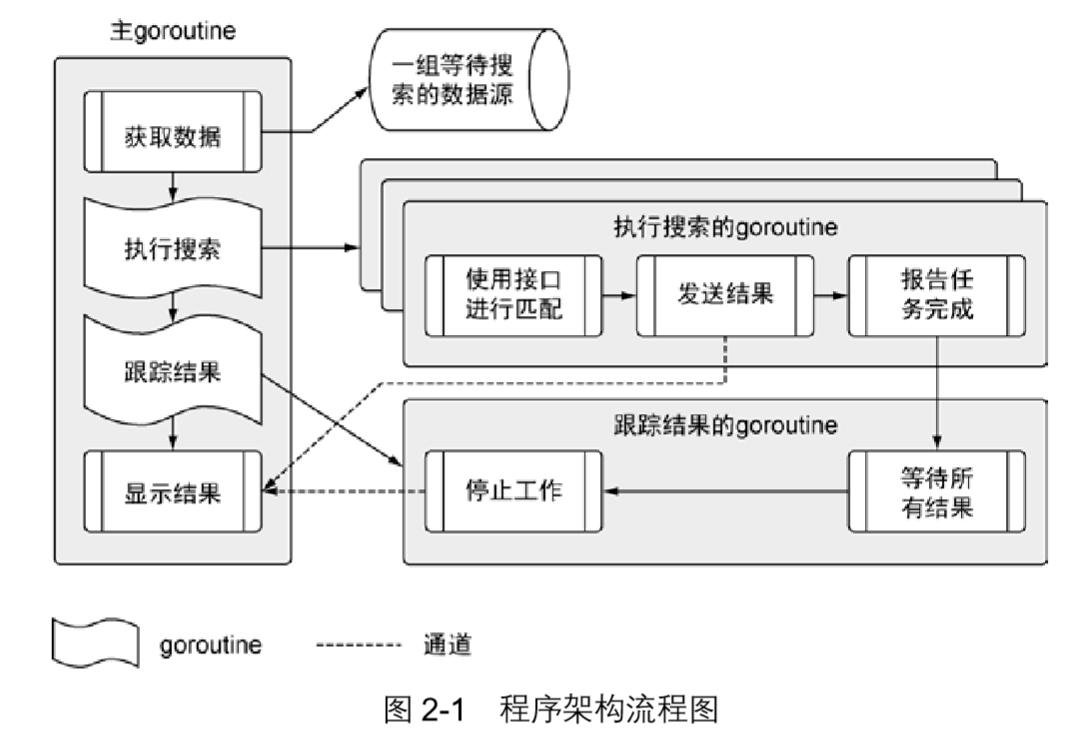 主goroutine
一组等待搜
索的数据源
获取数据
执行搜索
跟踪结果
显示结果
执行搜索的goroutine
使用接口
进行匹配
发送结果
报告任
务完成
跟踪结果的goroutine
停止工作
等待所
有结果
goroutine
通道
图 2-1 程序架构流程图